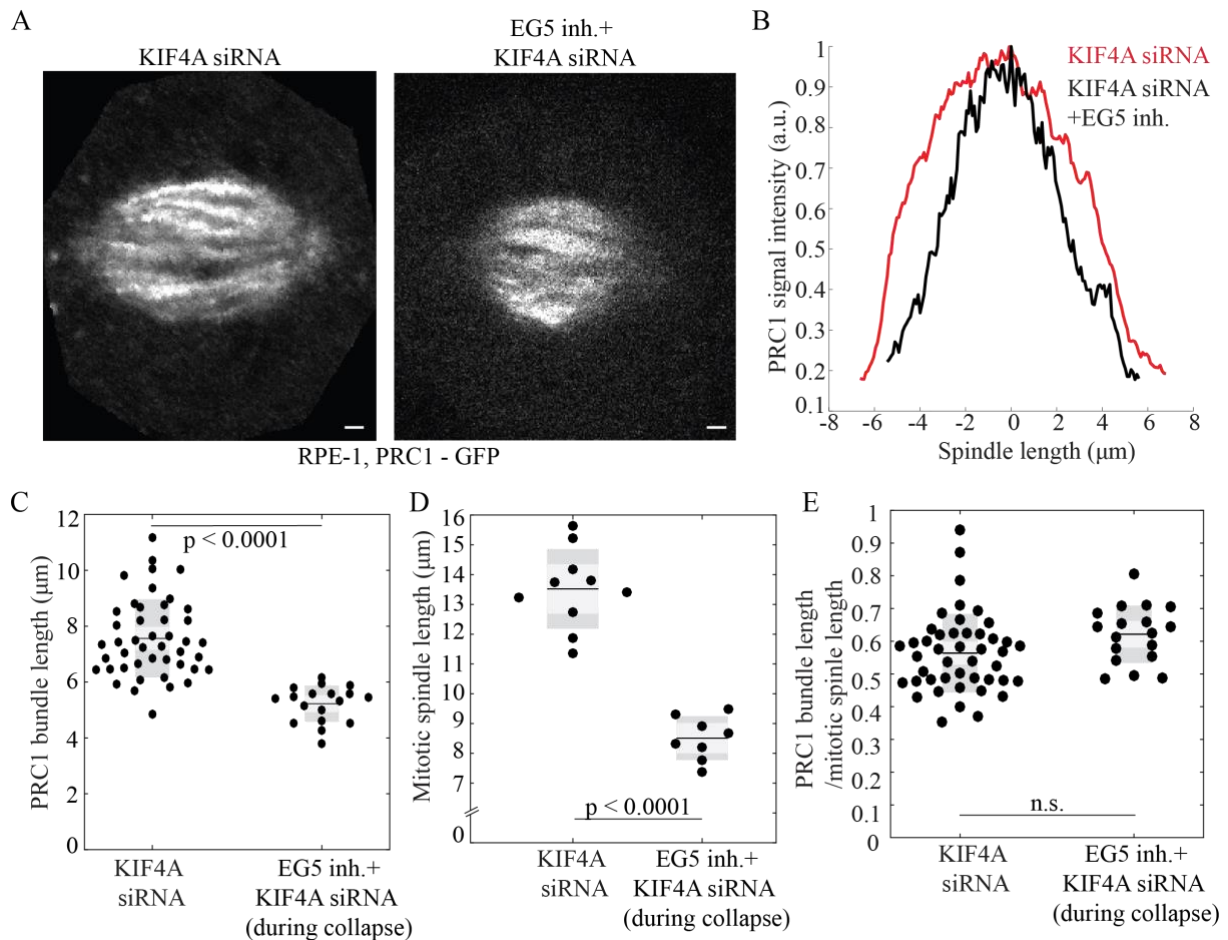 A
KIF4A siRNA
EG5 inh.+
KIF4A siRNA
RPE-1, PRC1 - GFP
B
KIF4A siRNA
KIF4A siRNA
+EG5 inh.
PRC1 signal intensity (a.u.)
1
0.9
0.8
0.7
0.6
0.5
0.4
0.3
0.2
0.1
-8 -6 -4 -2 0 2 4 6 8
Spindle length (μm)
C
PRC1 bundle length (μm)
12
10
8
6
4
2
0
p < 0.0001
KIF4A
siRNA
EG5 inh.+
KIF4A siRNA
(during collapse)
D
Mitotic spindle length (μm)
16
15
14
13
12
11
10
9
8
7
0
p < 0.0001
KIF4A
siRNA
EG5 inh.+
KIF4A siRNA
(during collapse)
E
PRC1 bundle length
/mitotic spinle length
1
0.9
0.8
0.7
0.6
0.5
0.4
0.3
0.2
0.1
0
n.s.
KIF4A
siRNA
EG5 inh.+
KIF4A siRNA
(during collapse)